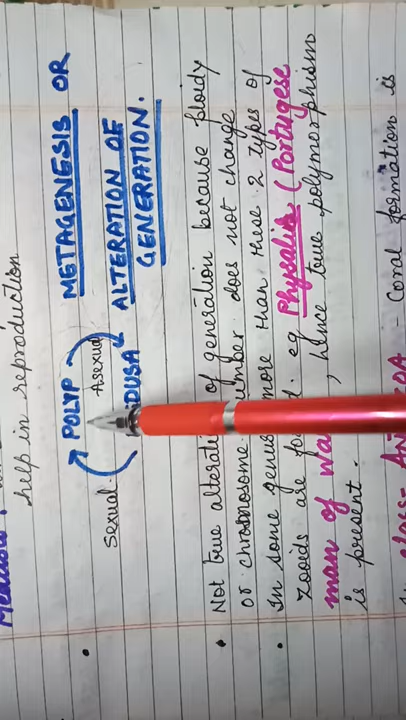 help in reproduction
POLYP METAGENESIS OR
Sexual Asexual
DUSA ALTERATION OF
GENERATION.
• Not true alterati of generation because ploidy
or chromosome umber does not change
• In some genus more than these 2 types of
Zooids are fo d. eg Physalia (Portugese
man of wa , hence true polymorphism
is present.
Coral formation is